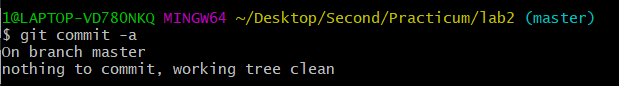 1@LAPTOP-VD78ONKQ MINGW64 ~/Desktop/Second/Practicum/lab2 (master)
$ git commit -a
On branch master
nothing to commit, working tree clean